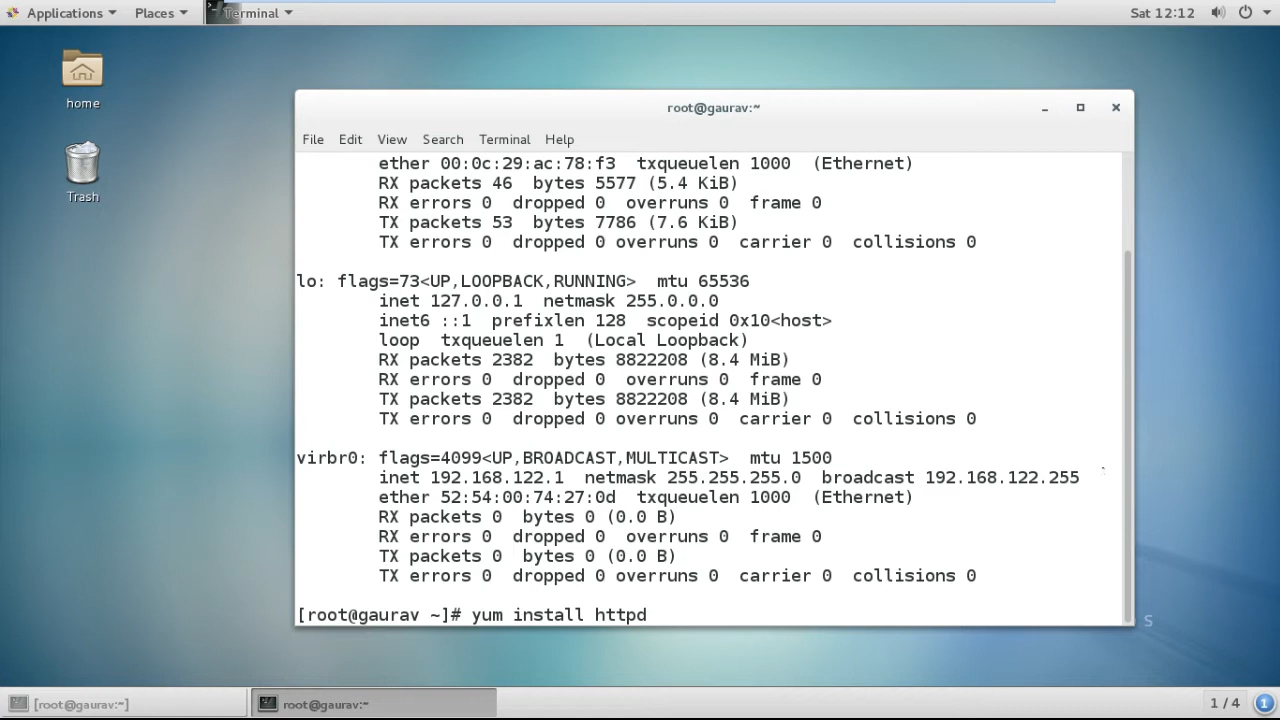 Applications Places Terminal Sat 12:12
home
Trash
root@gaurav:~
File Edit View Search Terminal Help
ether 00:0c:29:ac:78:f3 txqueuelen 1000 (Ethernet)
RX packets 46 bytes 5577 (5.4 KiB)
RX errors 0 dropped 0 overruns 0 frame 0
TX packets 53 bytes 7786 (7.6 KiB)
TX errors 0 dropped 0 overruns 0 carrier 0 collisions 0
lo: flags=73<UP,LOOPBACK,RUNNING> mtu 65536
inet 127.0.0.1 netmask 255.0.0.0
inet6 ::1 prefixlen 128 scopeid 0x10<host>
loop txqueuelen 1 (Local Loopback)
RX packets 2382 bytes 8822208 (8.4 MiB)
RX errors 0 dropped 0 overruns 0 frame 0
TX packets 2382 bytes 8822208 (8.4 MiB)
TX errors 0 dropped 0 overruns 0 carrier 0 collisions 0
virbr0: flags=4099<UP,BROADCAST,MULTICAST> mtu 1500
inet 192.168.122.1 netmask 255.255.255.0 broadcast 192.168.122.255
ether 52:54:00:74:27:0d txqueuelen 1000 (Ethernet)
RX packets 0 bytes 0 (0.0 B)
RX errors 0 dropped 0 overruns 0 frame 0
TX packets 0 bytes 0 (0.0 B)
TX errors 0 dropped 0 overruns 0 carrier 0 collisions 0
[root@gaurav ~]# yum install httpd
S
[root@gaurav:~] root@gaurav:~ 1 / 4 1